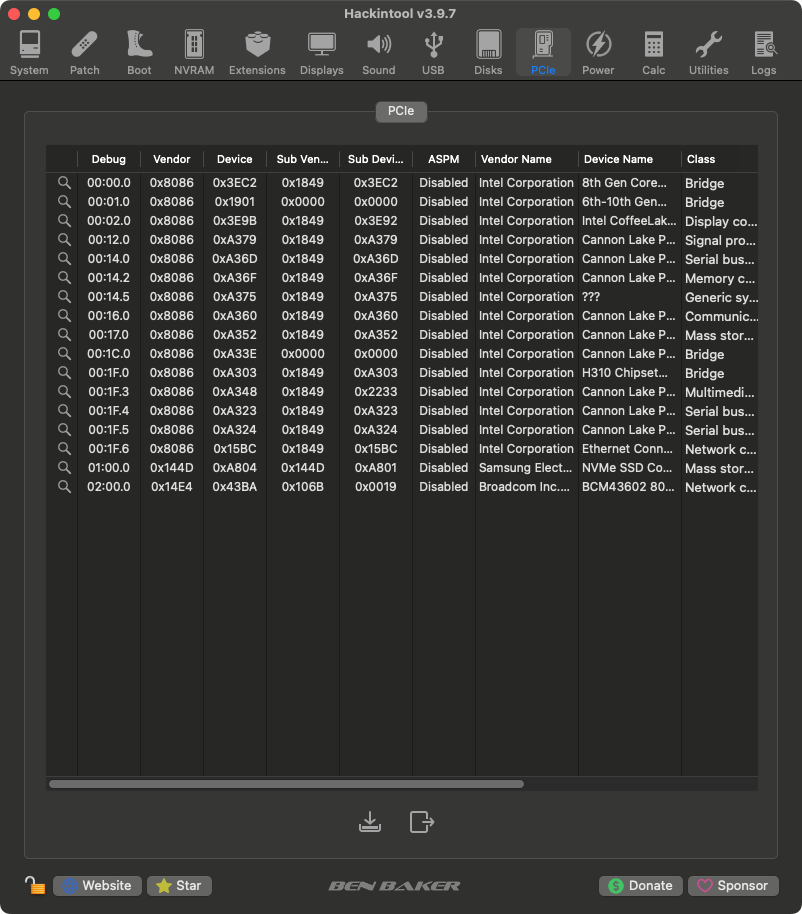 Hackintool v3.9.7
System Patch Boot NVRAM Extensions Displays Sound USB Disks PCIe Power Calc Utilities Logs
PCIe
Debug Vendor Device Sub Ven... Sub Devi... ASPM Vendor Name Device Name Class
00:00.0 0x8086 0x3EC2 0x1849 0x3EC2 Disabled Intel Corporation 8th Gen Core... Bridge
00:01.0 0x8086 0x1901 0x0000 0x0000 Disabled Intel Corporation 6th-10th Gen... Bridge
00:02.0 0x8086 0x3E9B 0x1849 0x3E92 Disabled Intel Corporation Intel CoffeeLak... Display co...
00:12.0 0x8086 0xA379 0x1849 0xA379 Disabled Intel Corporation Cannon Lake P... Signal pro...
00:14.0 0x8086 0xA36D 0x1849 0xA36D Disabled Intel Corporation Cannon Lake P... Serial bus...
00:14.2 0x8086 0xA36F 0x1849 0xA36F Disabled Intel Corporation Cannon Lake P... Memory c...
00:14.5 0x8086 0xA375 0x1849 0xA375 Disabled Intel Corporation ??? Generic sy...
00:16.0 0x8086 0xA360 0x1849 0xA360 Disabled Intel Corporation Cannon Lake P... Communic...
00:17.0 0x8086 0xA352 0x1849 0xA352 Disabled Intel Corporation Cannon Lake P... Mass stor...
00:1C.0 0x8086 0xA33E 0x0000 0x0000 Disabled Intel Corporation Cannon Lake P... Bridge
00:1F.0 0x8086 0xA303 0x1849 0xA303 Disabled Intel Corporation H310 Chipset... Bridge
00:1F.3 0x8086 0xA348 0x1849 0x2233 Disabled Intel Corporation Cannon Lake P... Multimedi...
00:1F.4 0x8086 0xA323 0x1849 0xA323 Disabled Intel Corporation Cannon Lake P... Serial bus...
00:1F.5 0x8086 0xA324 0x1849 0xA324 Disabled Intel Corporation Cannon Lake P... Serial bus...
00:1F.6 0x8086 0x15BC 0x1849 0x15BC Disabled Intel Corporation Ethernet Conn... Network c...
01:00.0 0x144D 0xA804 0x144D 0xA801 Disabled Samsung Elect... NVMe SSD Co... Mass stor...
02:00.0 0x14E4 0x43BA 0x106B 0x0019 Disabled Broadcom Inc.... BCM43602 80... Network c...
Website Star BEN BAKER Donate Sponsor